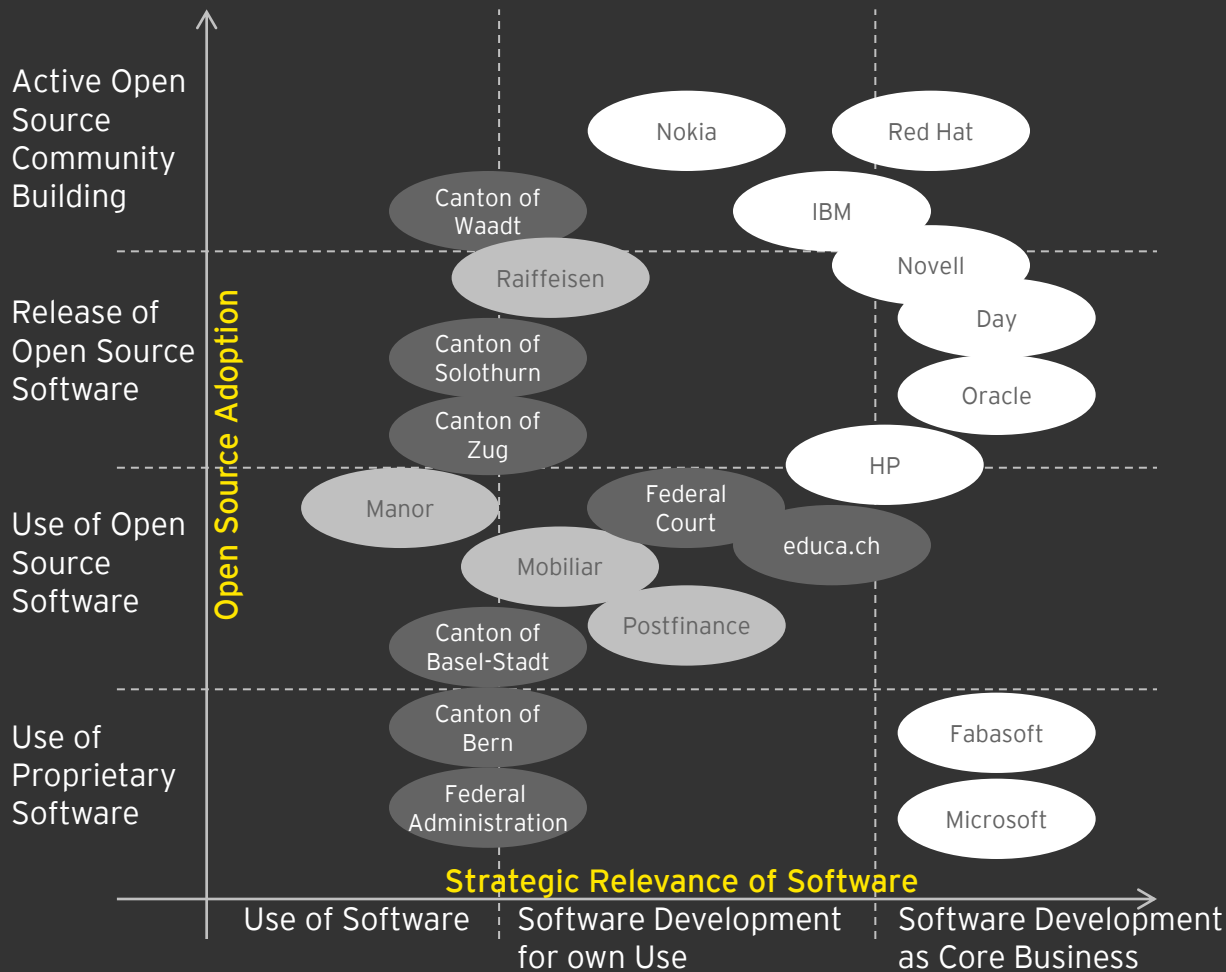 Active Open
Source
Community
Building
Nokia
Red Hat
Canton of
Waadt
IBM
Raiffeisen
Novell
Release of
Open Source
Software
Day
Canton of
Solothurn
Oracle
Canton of
Zug
HP
Open Source Adoption
Use of Open
Source
Software
Manor
Federal
Court
educa.ch
Mobiliar
Postfinance
Canton of
Basel-Stadt
Use of
Proprietary
Software
Canton of
Bern
Fabasoft
Federal
Administration
Microsoft
Strategic Relevance of Software
Use of Software
Software Development
for own Use
Software Development
as Core Business